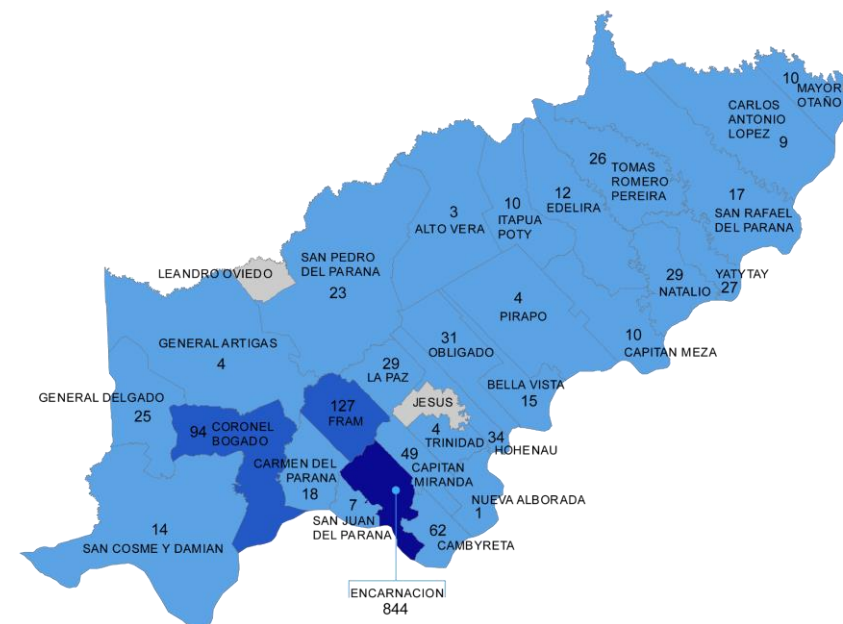 10
MAYOR
OTAÑO
CARLOS
ANTONIO
LOPEZ
9
26
TOMAS
ROMERO
PEREIRA
17
SAN RAFAEL
DEL PARANA
12
EDELIRA
10
ITAPUA
POTY
3
ALTO VERA
LEANDRO OVIEDO
SAN PEDRO
DEL PARANA
23
29
NATALIO
YATYTAY
27
4
PIRAPO
10
CAPITAN MEZA
31
OBLIGADO
GENERAL ARTIGAS
4
29
LA PAZ
BELLA VISTA
15
GENERAL DELGADO
25
127
FRAM
JESUS
94 CORONEL
BOGADO
4
TRINIDAD
34
HOHENAU
49
CAPITAN
MIRANDA
CARMEN DEL
PARANA
18
NUEVA ALBORADA
1
7
SAN JUAN
DEL PARANA
14
SAN COSME Y DAMIAN
62
CAMBYRETA
ENCARNACION
844